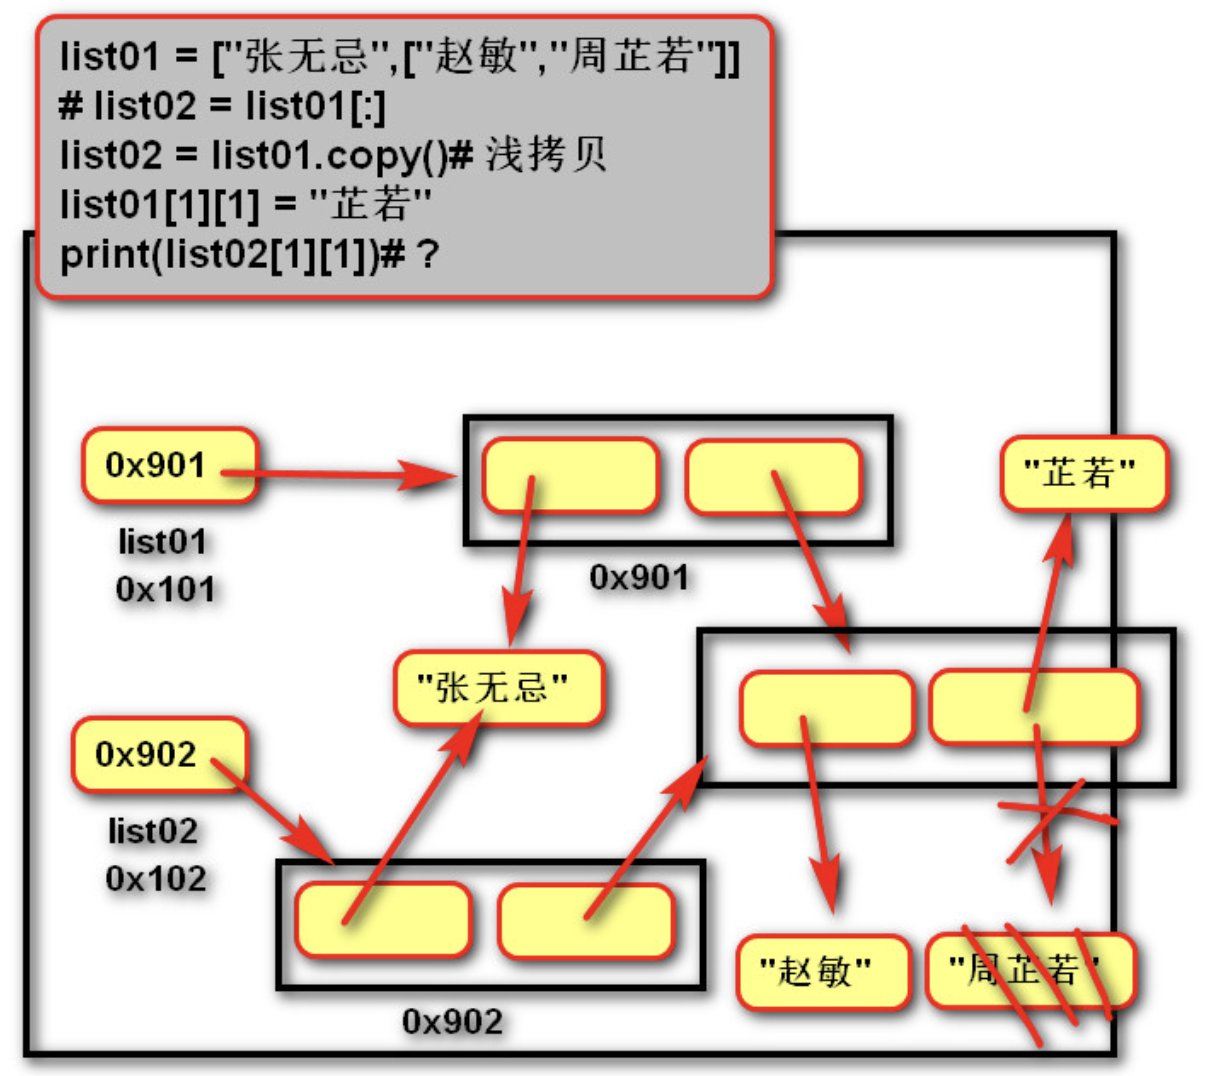 list01 = ["张无忌",["赵敏","周芷若"]]
# list02 = list01[:]
list02 = list01.copy()# 浅拷贝
list01[1][1] = "芷若"
print(list02[1][1])# ?
0x901
list01
0x101
0x901
"芷若"
"张无忌"
0x902
list02
0x102
0x902
"赵敏"
"周芷若"